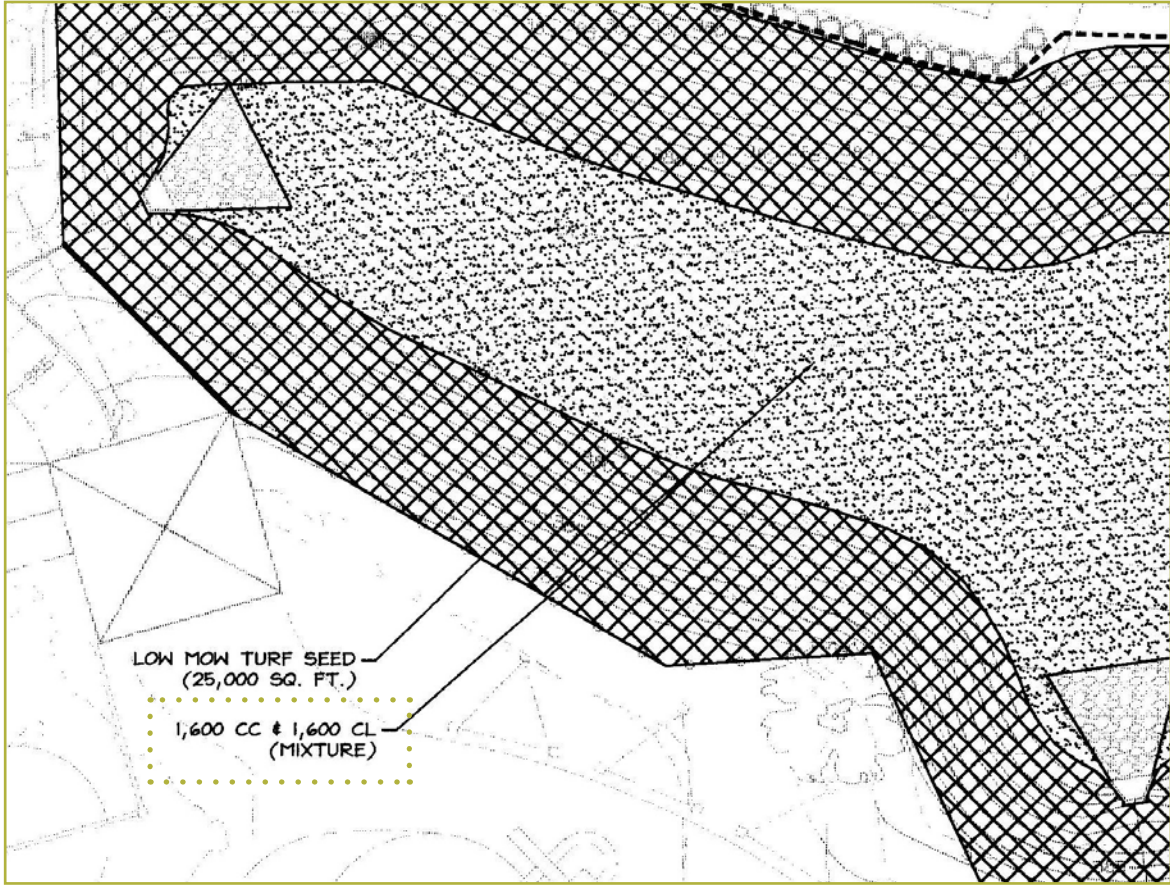 LOW MOW TURF SEED
(25,000 SQ. FT.)
1,600 CC & 1,600 CL
(MIXTURE)